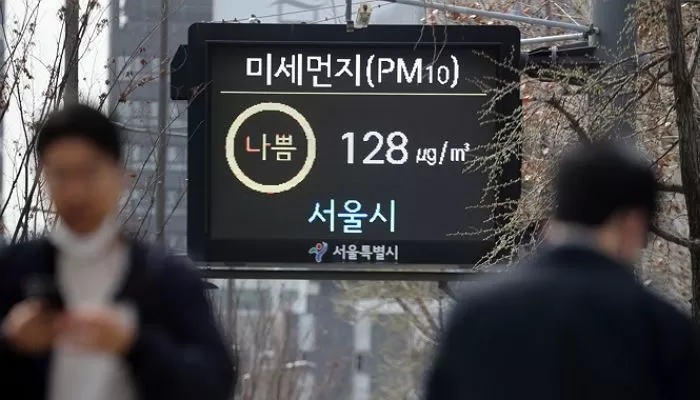 미세먼지(PM10)
나쁨
128 µg/㎥
서울시
서울특별시